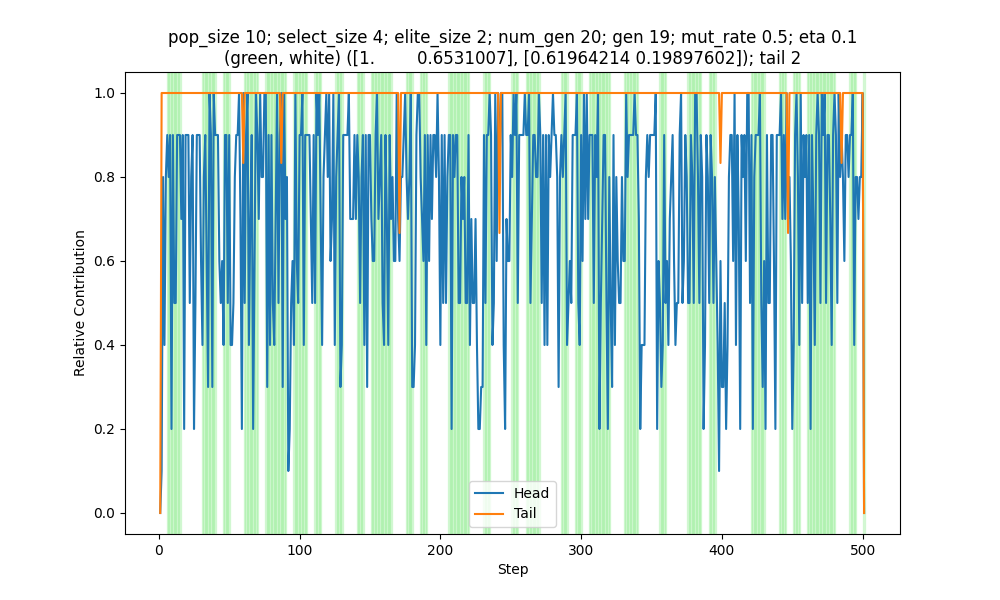 pop_size 10; select_size 4; elite_size 2; num_gen 20; gen 19; mut_rate 0.5; eta 0.1
(green, white) ([1. 0.6531007], [0.61964214 0.19897602]); tail 2
1.0
0.8
0.6
0.4
0.2
0.0
Relative Contribution
Head
Tail
0 100 200 300 400 500
Step